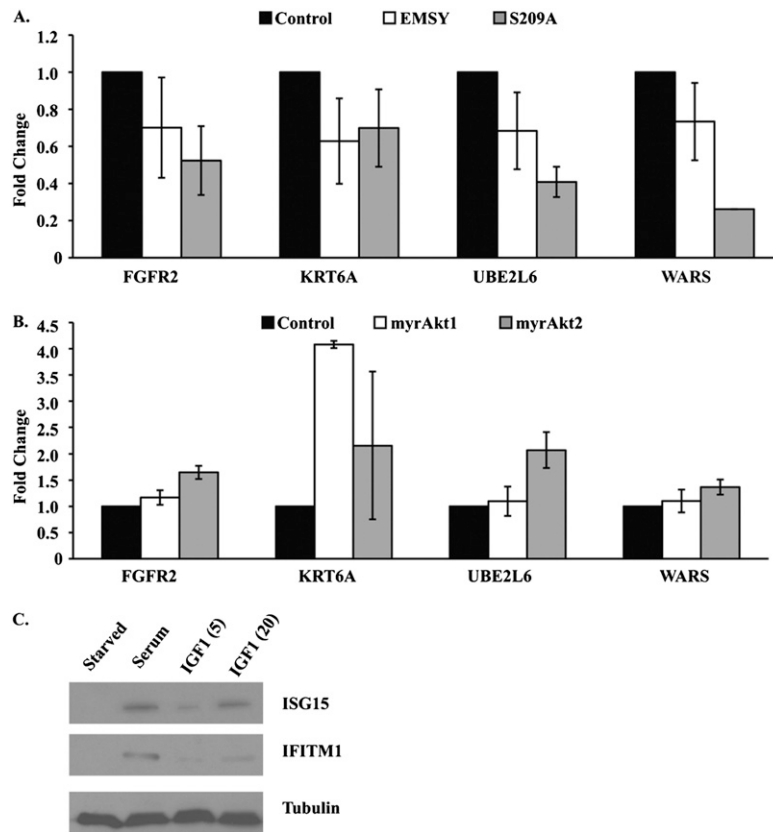 A.
Control EMSY S209A
Fold Change
1.2
1.0
0.8
0.6
0.4
0.2
0
FGFR2 KRT6A UBE2L6 WARS
B.
Control myrAkt1 myrAkt2
Fold Change
4.5
4.0
4.5
3.0
2.5
2.0
1.5
1.0
0.5
0
FGFR2 KRT6A UBE2L6 WARS
C.
Starved Serum IGF1 (5) IGF1 (20)
ISG15
IFITM1
Tubulin